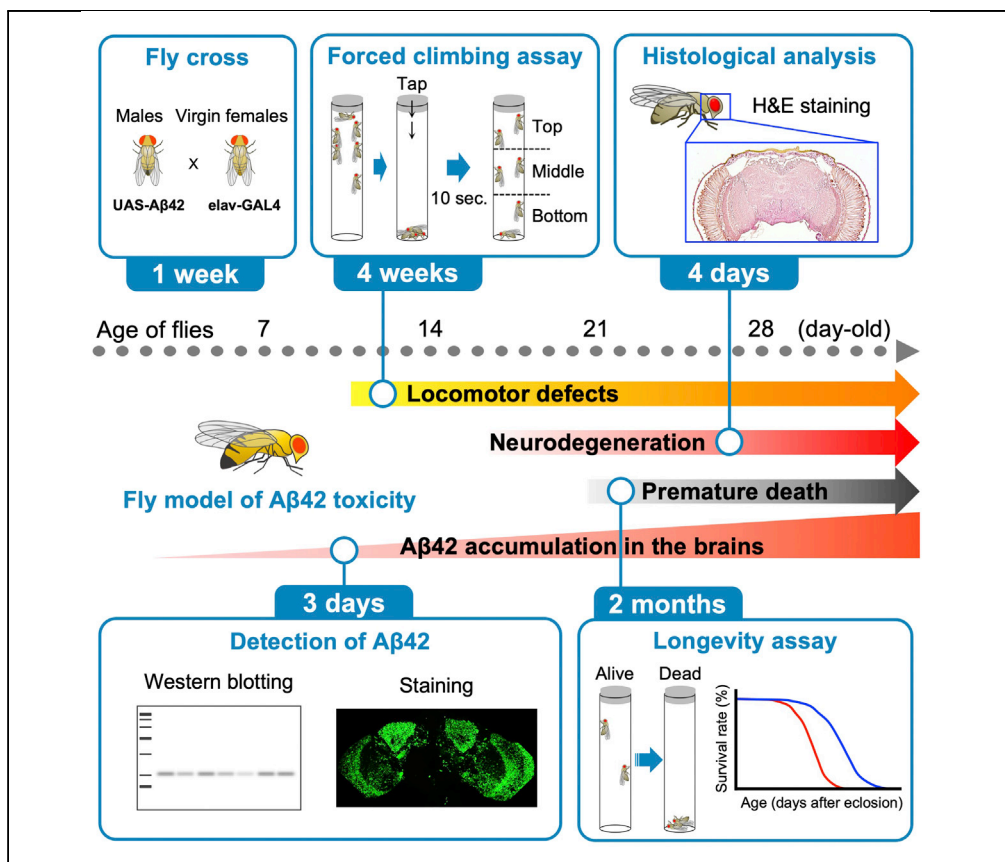 Fly cross
Males Virgin females
x
UAS-Aβ42 elav-GAL4
1 week
Forced climbing assay
Tap
10 sec.
Top
Middle
Bottom
4 weeks
Histological analysis
H&E staining
4 days
Age of flies 7 14 21 28 (day-old)
Locomotor defects
Neurodegeneration
Premature death
Fly model of Aβ42 toxicity
Aβ42 accumulation in the brains
3 days
Detection of Aβ42
Western blotting Staining
2 months
Longevity assay
Alive Dead
Survival rate (%)
Age (days after eclosion)